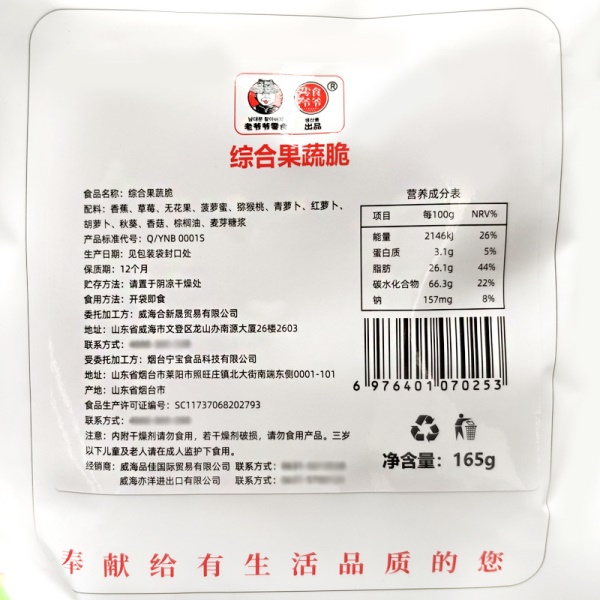 老爷爷零食
零食
爷爷
®
出品
综合果蔬脆
食品名称：综合果蔬脆
配料：香蕉、草莓、无花果、菠萝蜜、猕猴桃、青萝卜、红萝卜、
胡萝卜、秋葵、香菇、棕榈油、麦芽糖浆
产品标准代号：Q/YNB 0001S
生产日期：见包装袋封口处
保质期：12个月
贮存方法：请置于阴凉干燥处
食用方法：开袋即食
委托加工方：威海合新晟贸易有限公司
地址：山东省威海市文登区龙山办南源大厦26楼2603
联系方式：
受委托加工方：烟台宁宝食品科技有限公司
地址：山东省烟台市莱阳市照旺庄镇北大街南端东侧0001-101
产地：山东省烟台市
食品生产许可证编号：SC11737068202793
联系方式：
注意：内附干燥剂请勿食用，若干燥剂破损，请勿食用产品。三岁
以下儿童及老人请在成人监护下食用。
经销商：威海品佳国际贸易有限公司 联系方式：
威海亦洋进出口有限公司 联系方式：
营养成分表
项目 每100g NRV%
能量 2146kJ 26%
蛋白质 3.1g 5%
脂肪 26.1g 44%
碳水化合物 66.3g 22%
钠 157mg 8%
6 976401 070253
净含量：165g
奉献给有生活品质的您